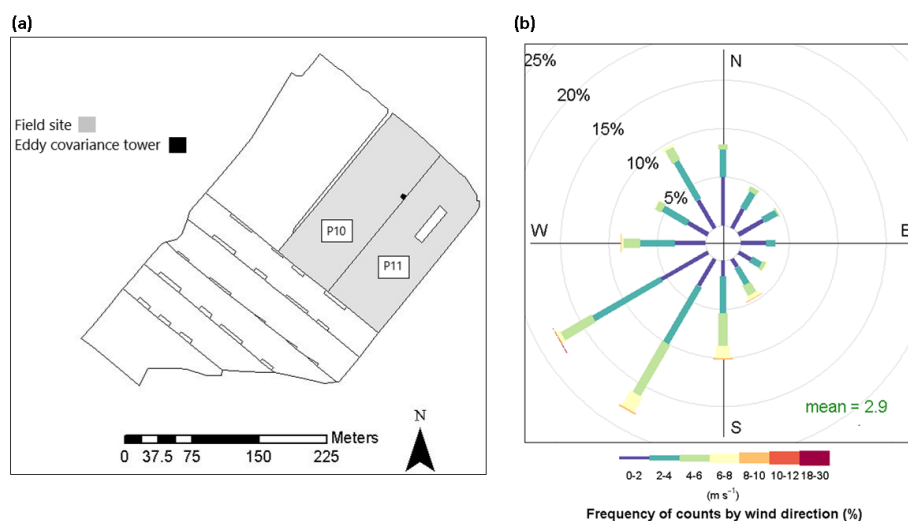 (a)
Field site
Eddy covariance tower
P10
P11
N
Meters
0 37.5 75 150 225
(b)
25%
20%
15%
10%
5%
N
W
E
S
mean = 2.9
0-2 2-4 4-6 6-8 8-10 10-12 18-30
(m s⁻¹)
Frequency of counts by wind direction (%)